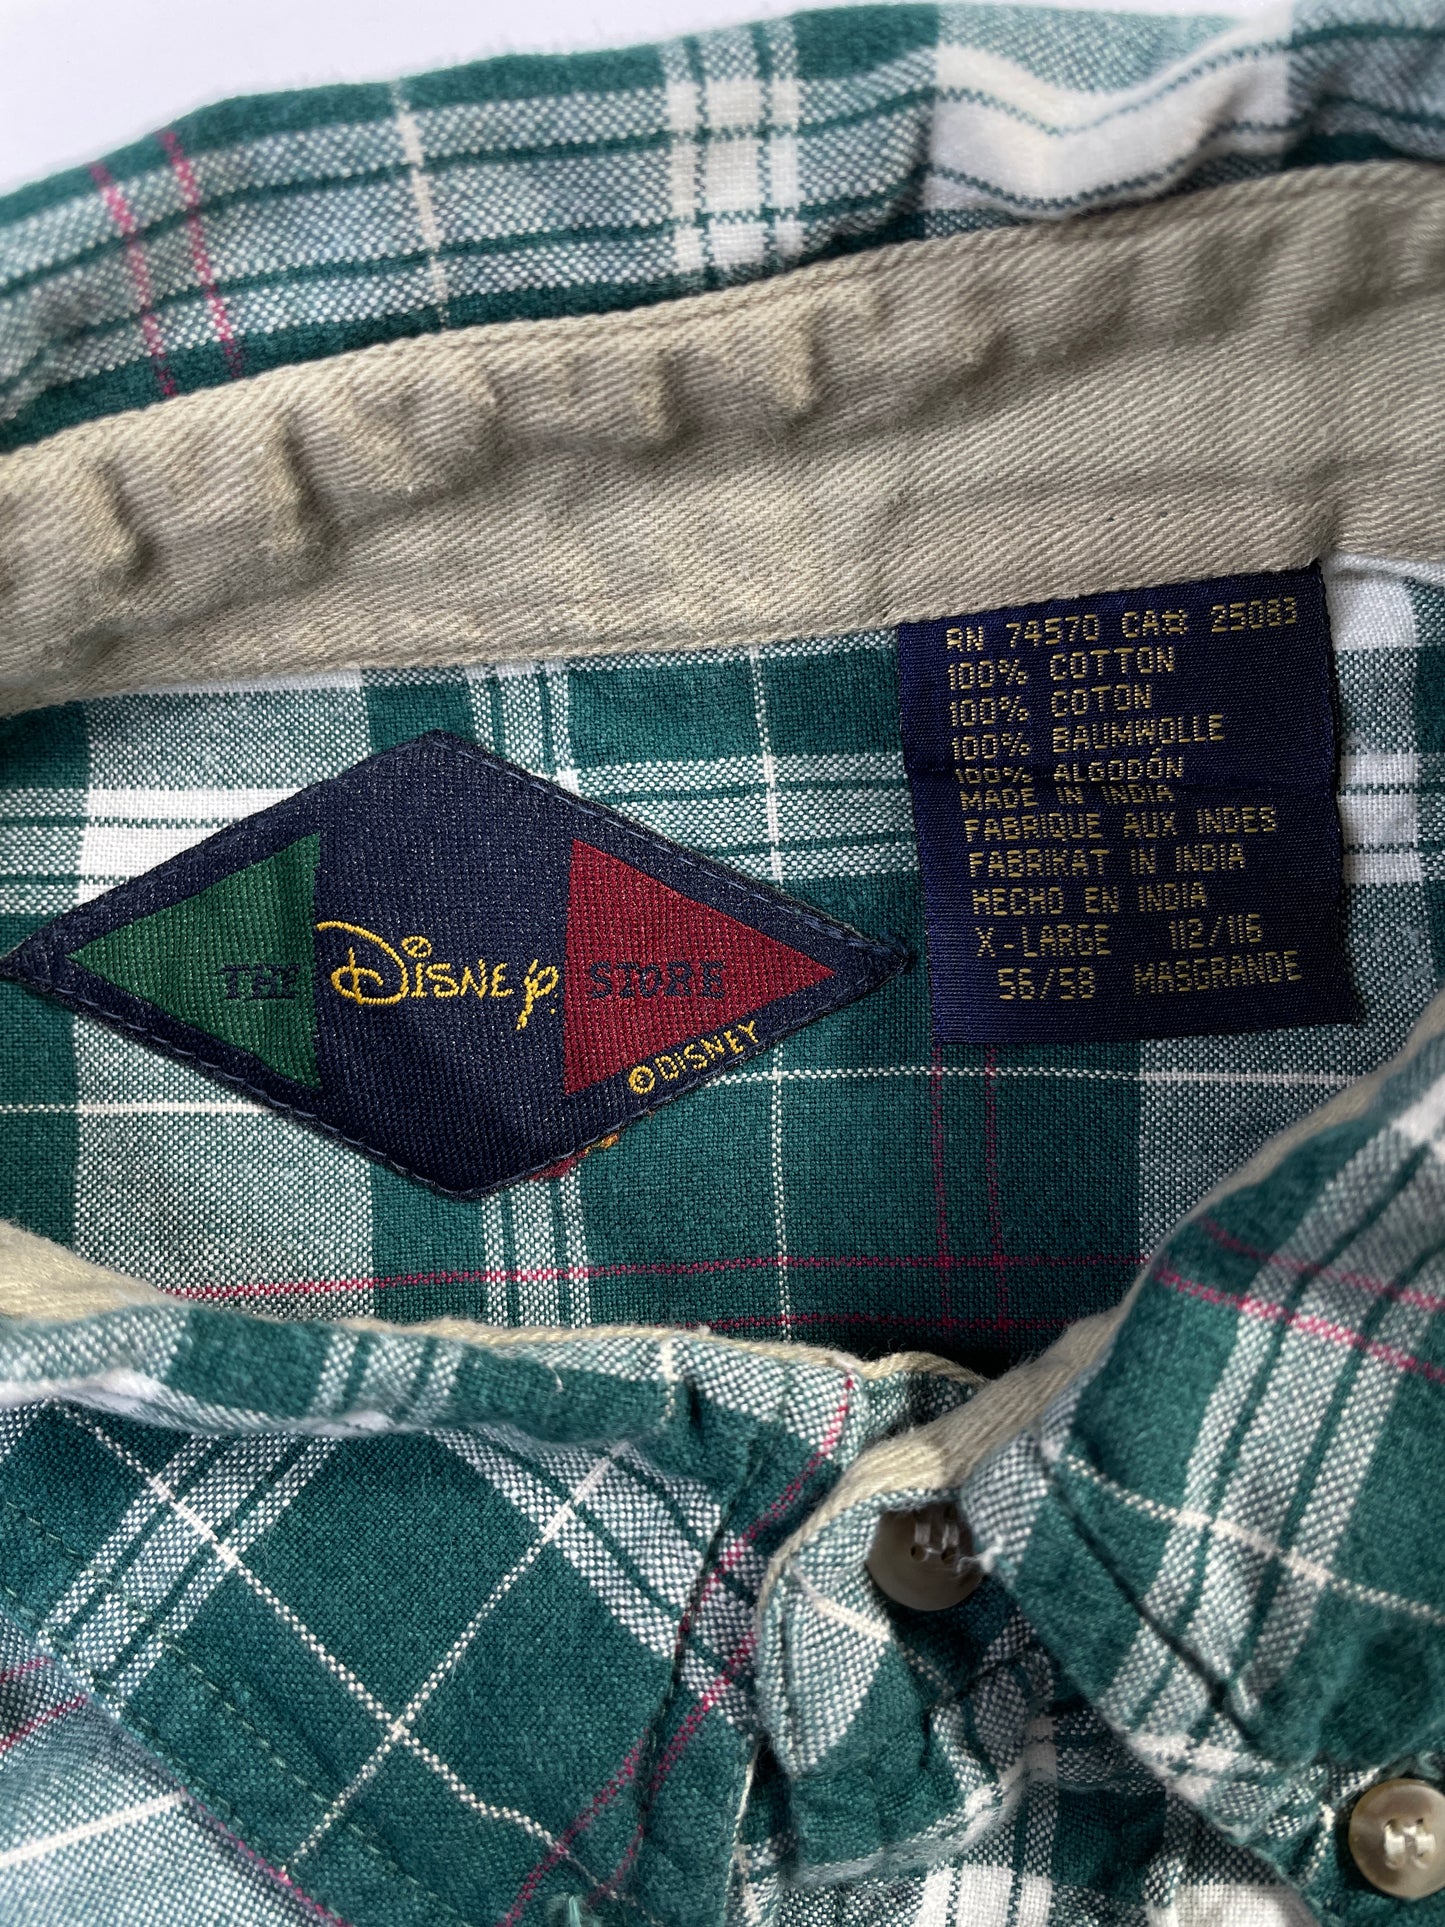 THE Disney STORE
©DISNEY
RN 74570 CA# 25083
100% COTTON
100% COTON
100% BAUMWOLLE
100% ALGODÓN
MADE IN INDIA
FABRIQUE AUX INDES
FABRIKAT IN INDIA
HECHO EN INDIA
X-LARGE 112/116
56/58 MASGRANDE